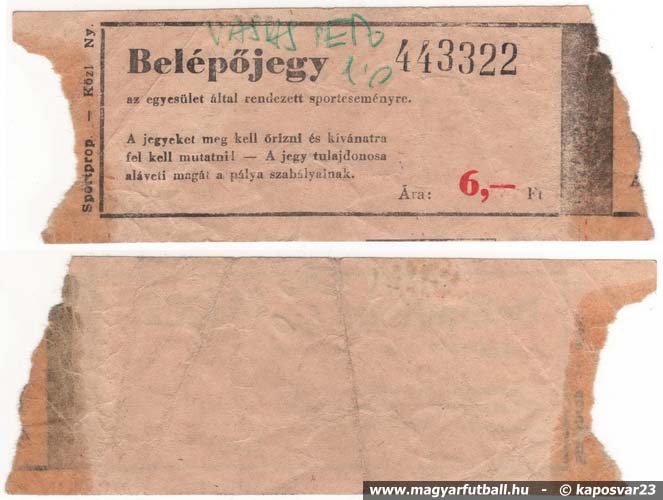 VASAS PETŐ
Belépőjegy 443322
1:0
az egyesület által rendezett sporteseményre.
A jegyeket meg kell őrizni és kívánatra
fel kell mutatni! — A jegy tulajdonosa
aláveti magát a pálya szabályainak.
Ára: 6,— Ft
Sportprop. — Közl Ny.
www.magyarfutball.hu - © kaposvar23